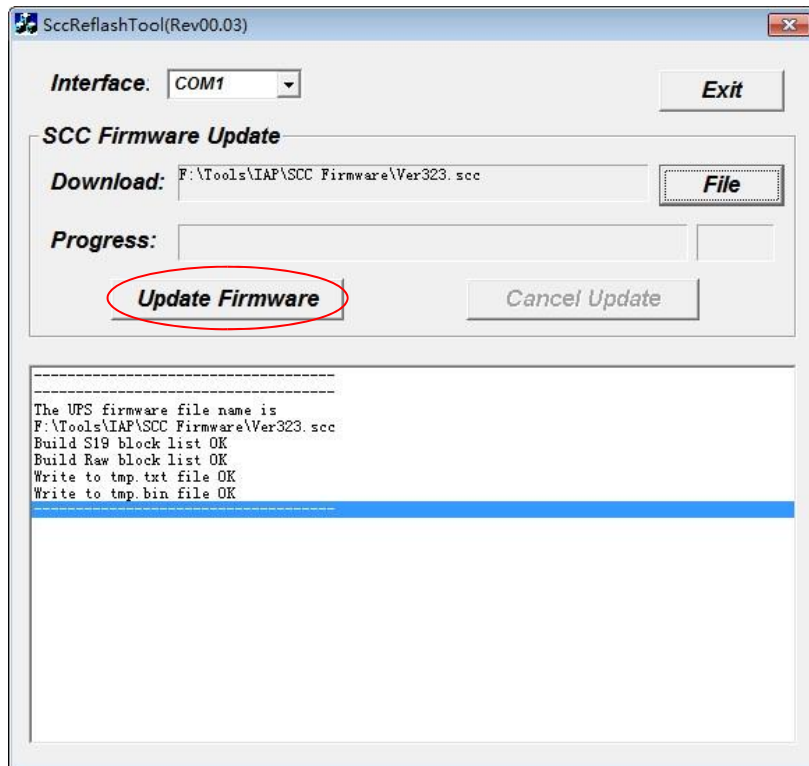 SccReflashTool(Rev00.03)
Interface: COM1
Exit
SCC Firmware Update
Download: F:\Tools\IAP\SCC Firmware\Ver323.scc
File
Progress:
Update Firmware
Cancel Update
------------------------------------
------------------------------------
The UPS firmware file name is
F:\Tools\IAP\SCC Firmware\Ver323.scc
Build S19 block list OK
Build Raw block list OK
Write to tmp.txt file OK
Write to tmp.bin file OK
------------------------------------